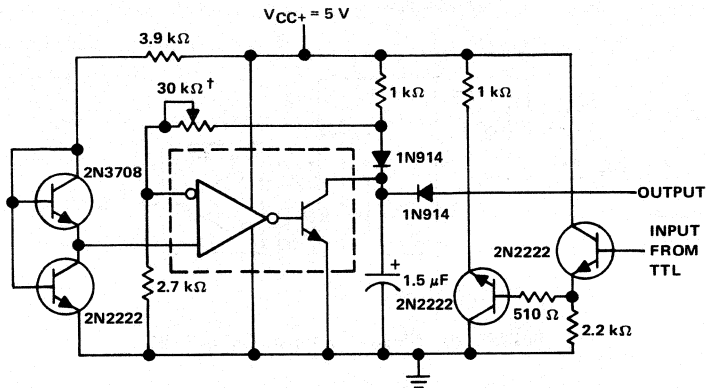 VCC+ = 5 V
3.9 kΩ
30 kΩ†
1 kΩ
1 kΩ
2N3708
1N914
1N914
OUTPUT
INPUT
FROM
TTL
2N2222
+
1.5 μF
2.7 kΩ
2N2222
2N2222
510 Ω
2.2 kΩ